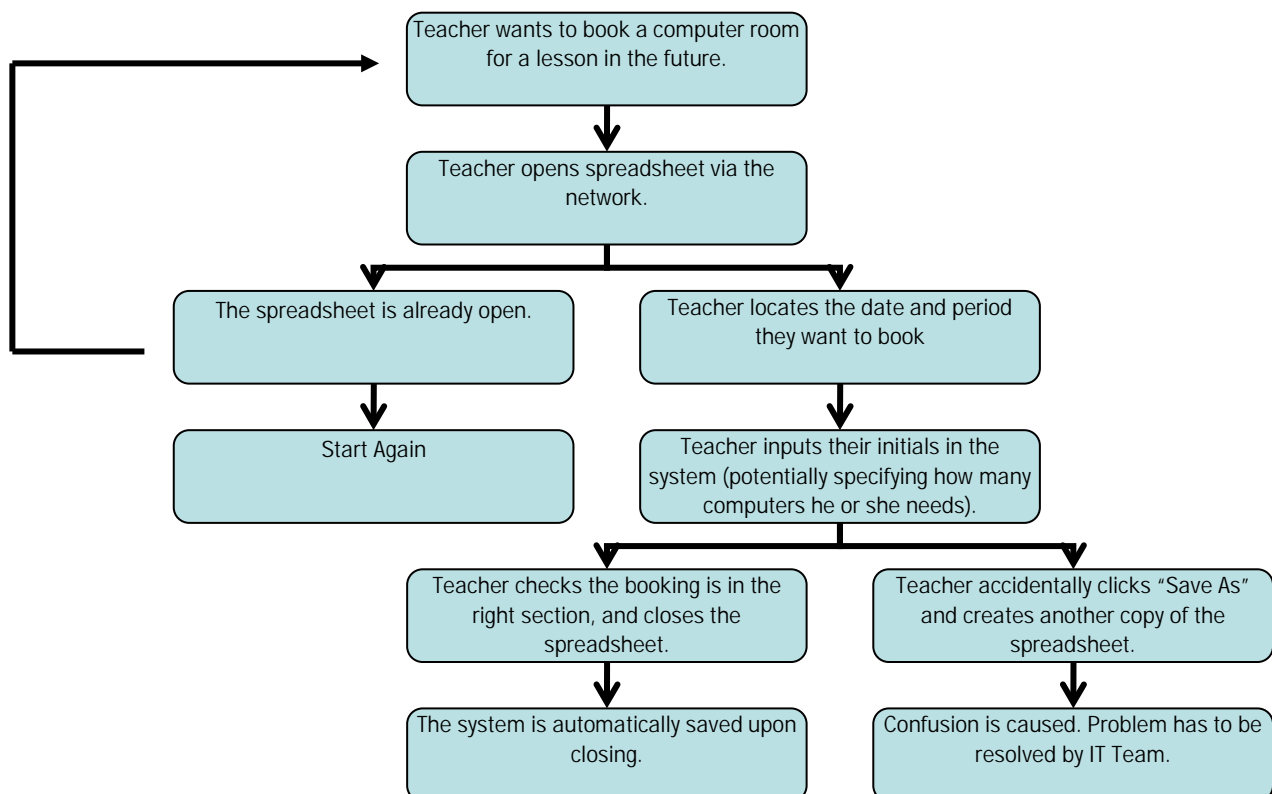 Teacher wants to book a computer room
for a lesson in the future.
Teacher opens spreadsheet via the
network.
The spreadsheet is already open.
Teacher locates the date and period
they want to book
Start Again
Teacher inputs their initials in the
system (potentially specifying how many
computers he or she needs).
Teacher checks the booking is in the
right section, and closes the
spreadsheet.
Teacher accidentally clicks “Save As”
and creates another copy of the
spreadsheet.
The system is automatically saved upon
closing.
Confusion is caused. Problem has to be
resolved by IT Team.